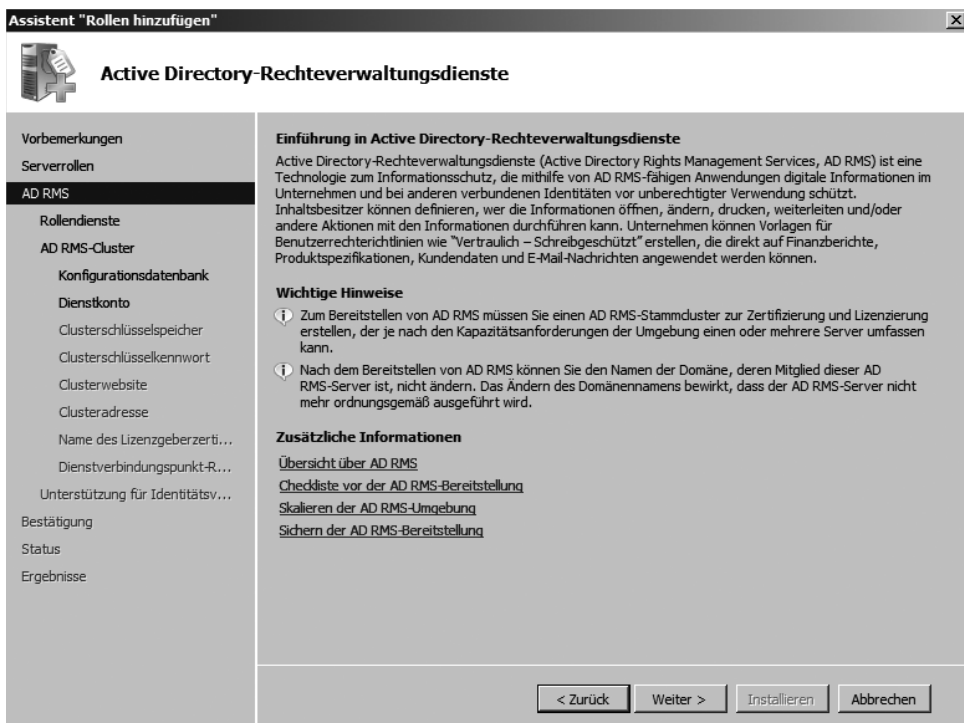 Assistent "Rollen hinzufügen"
Active Directory-Rechteverwaltungsdienste
Vorbemerkungen
Serverrollen
AD RMS
Rollendienste
AD RMS-Cluster
Konfigurationsdatenbank
Dienstkonto
Clusterschlüsselspeicher
Clusterschlüsselkennwort
Clusterwebsite
Clusteradresse
Name des Lizenzgeberzerti...
Dienstverbindungspunkt-R...
Unterstützung für Identitätsv...
Bestätigung
Status
Ergebnisse
Einführung in Active Directory-Rechteverwaltungsdienste
Active Directory-Rechteverwaltungsdienste (Active Directory Rights Management Services, AD RMS) ist eine
Technologie zum Informationsschutz, die mithilfe von AD RMS-fähigen Anwendungen digitale Informationen im
Unternehmen und bei anderen verbundenen Identitäten vor unberechtigter Verwendung schützt.
Inhaltsbesitzer können definieren, wer die Informationen öffnen, ändern, drucken, weiterleiten und/oder
andere Aktionen mit den Informationen durchführen kann. Unternehmen können Vorlagen für
Benutzerrechterichtlinien wie "Vertraulich – Schreibgeschützt" erstellen, die direkt auf Finanzberichte,
Produktspezifikationen, Kundendaten und E-Mail-Nachrichten angewendet werden können.
Wichtige Hinweise
Zum Bereitstellen von AD RMS müssen Sie einen AD RMS-Stammcluster zur Zertifizierung und Lizenzierung
erstellen, der je nach den Kapazitätsanforderungen der Umgebung einen oder mehrere Server umfassen
kann.
Nach dem Bereitstellen von AD RMS können Sie den Namen der Domäne, deren Mitglied dieser AD
RMS-Server ist, nicht ändern. Das Ändern des Domänennamens bewirkt, dass der AD RMS-Server nicht
mehr ordnungsgemäß ausgeführt wird.
Zusätzliche Informationen
Übersicht über AD RMS
Checkliste vor der AD RMS-Bereitstellung
Skalieren der AD RMS-Umgebung
Sichern der AD RMS-Bereitstellung
< Zurück Weiter > Installieren Abbrechen